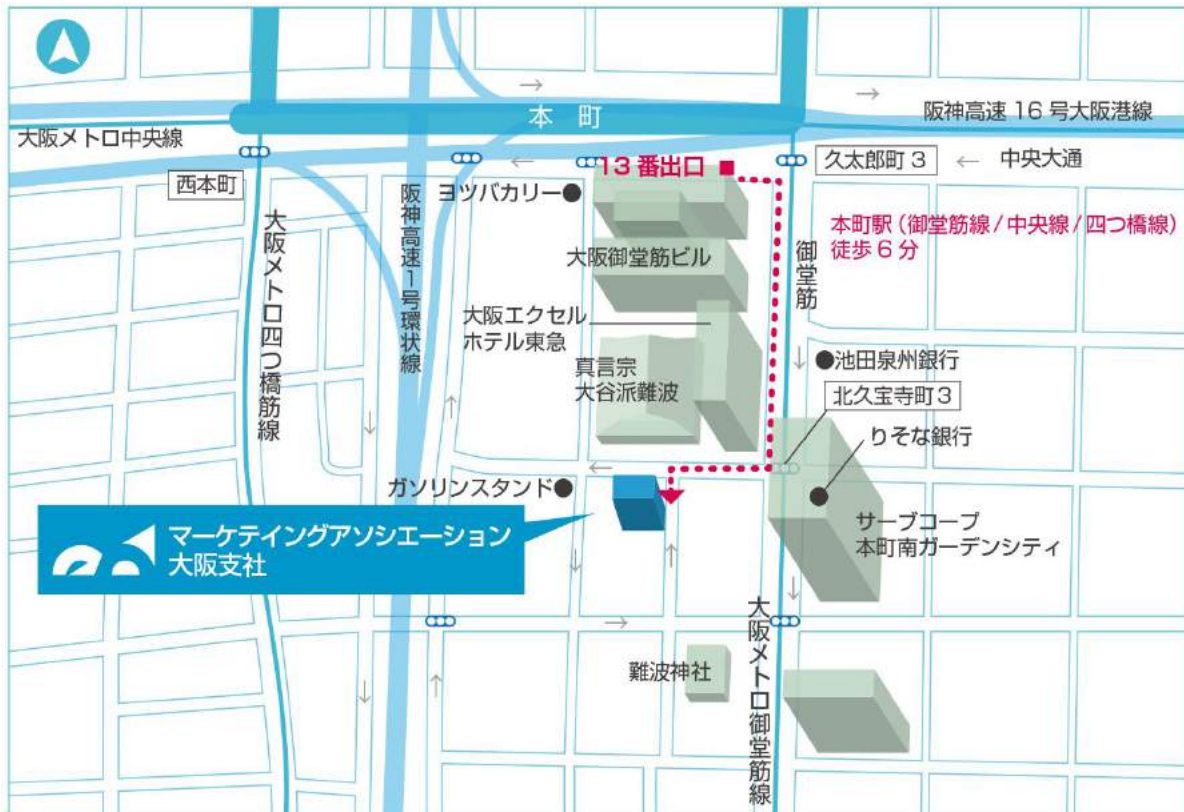 本町
阪神高速 16 号大阪港線
大阪メトロ中央線
13 番出口
久太郎町 3
中央大通
西本町
ヨツバカリー
本町駅（御堂筋線/中央線/四つ橋線）
徒歩 6 分
大阪メトロ四つ橋筋線
阪神高速1号環状線
大阪御堂筋ビル
御堂筋
大阪エクセル
ホテル東急
真言宗
大谷派難波
池田泉州銀行
北久宝寺町 3
りそな銀行
ガソリンスタンド
サーブコープ
本町南ガーデンシティ
マーケテイングアソシエーション
大阪支社
大阪メトロ御堂筋線
難波神社